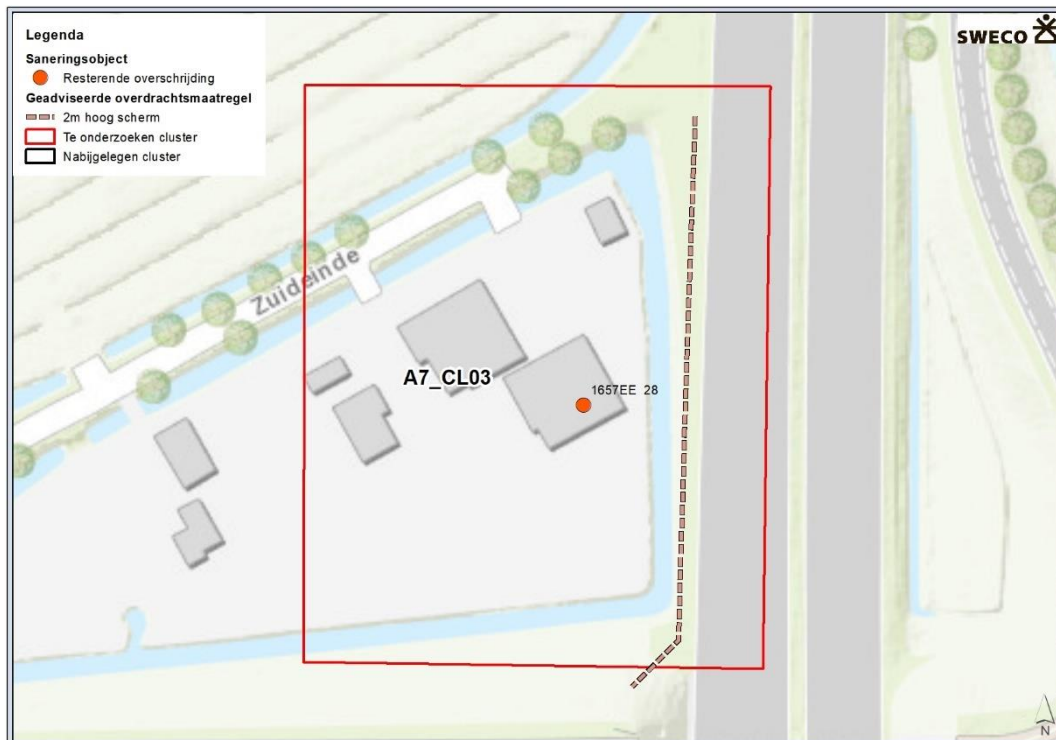 Legenda
SWECO
Saneringsobject
Resterende overschrijding
Geadviseerde overdrachtsmaatregel
2m hoog scherm
Te onderzoeken cluster
Nabijgelegen cluster
Zuideinde
A7_CL03
1657EE 28
N